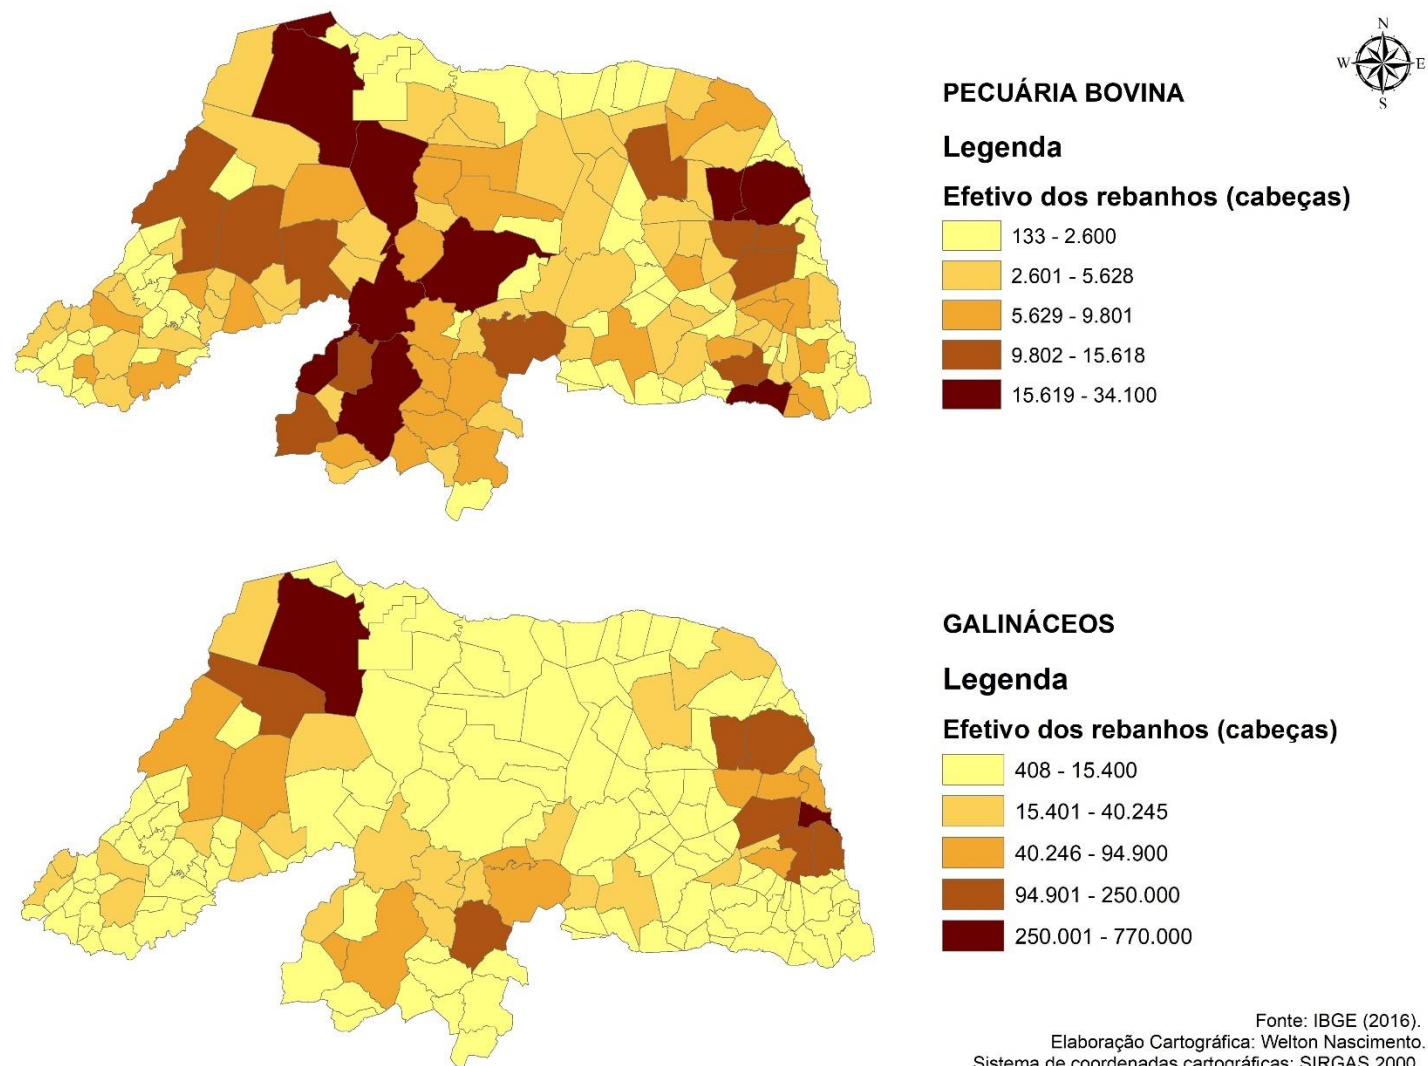 N
W E
S
PECUÁRIA BOVINA
Legenda
Efetivo dos rebanhos (cabeças)
133 - 2.600
2.601 - 5.628
5.629 - 9.801
9.802 - 15.618
15.619 - 34.100
GALINÁCEOS
Legenda
Efetivo dos rebanhos (cabeças)
408 - 15.400
15.401 - 40.245
40.246 - 94.900
94.901 - 250.000
250.001 - 770.000
Fonte: IBGE (2016).
Elaboração Cartográfica: Welton Nascimento.
Sistema de coordenadas cartográficas: SIRGAS 2000.